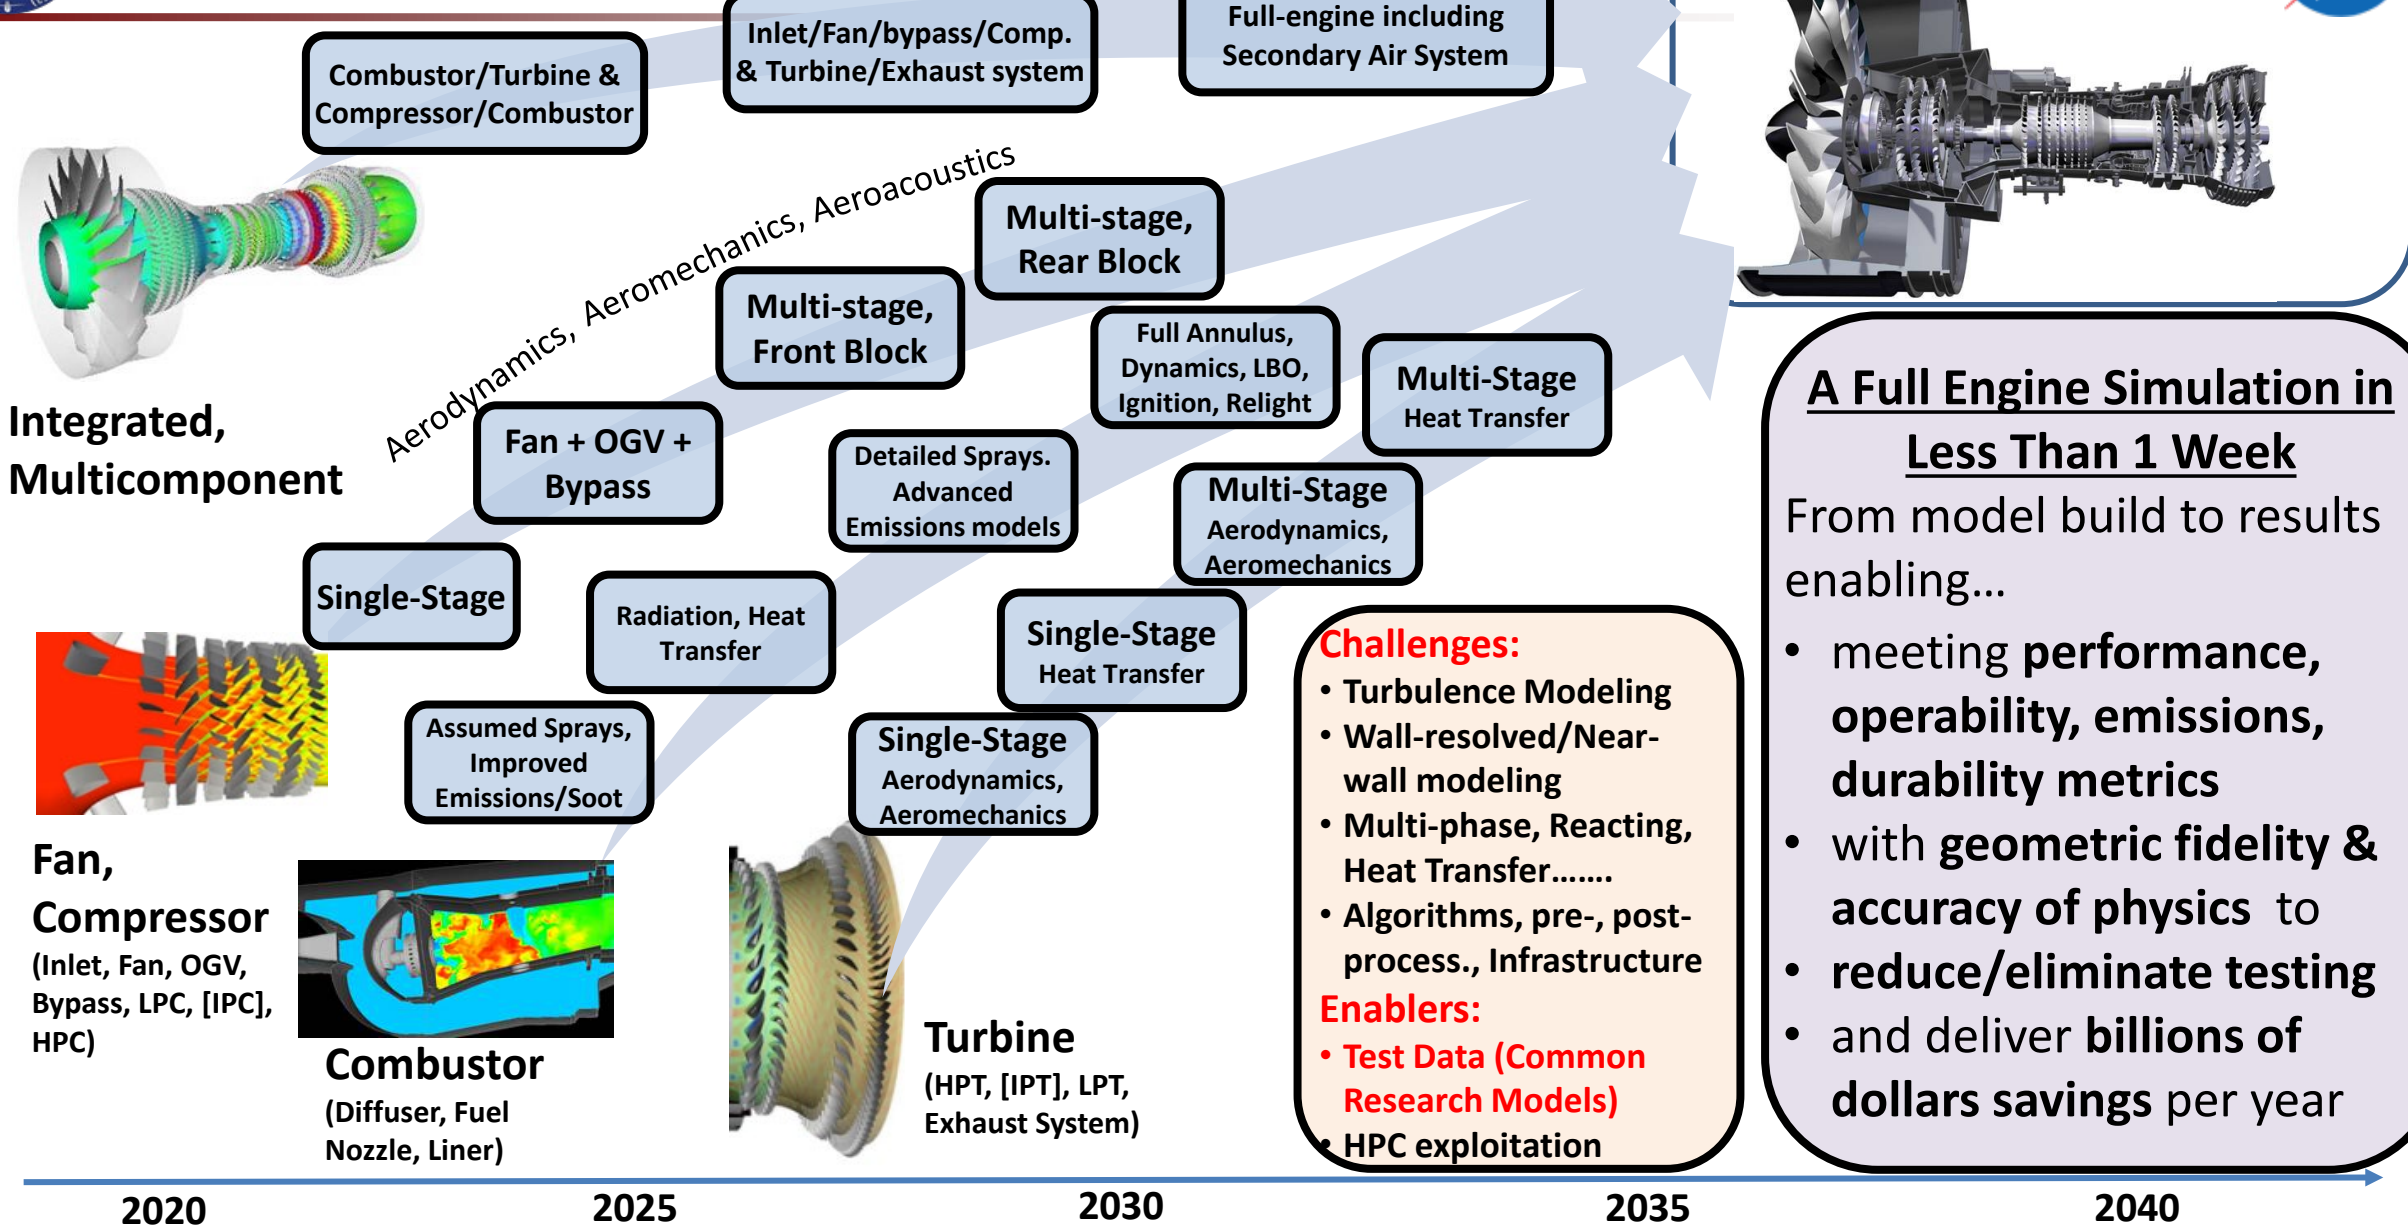 Combustor/Turbine &
Compressor/Combustor
Inlet/Fan/bypass/Comp.
& Turbine/Exhaust system
Full-engine including
Secondary Air System
Integrated,
Multicomponent
Aerodynamics, Aeromechanics, Aeroacoustics
Single-Stage
Fan + OGV +
Bypass
Multi-stage,
Front Block
Multi-stage,
Rear Block
Fan,
Compressor
(Inlet, Fan, OGV,
Bypass, LPC, [IPC],
HPC)
Assumed Sprays,
Improved
Emissions/Soot
Radiation, Heat
Transfer
Detailed Sprays.
Advanced
Emissions models
Full Annulus,
Dynamics, LBO,
Ignition, Relight
Combustor
(Diffuser, Fuel
Nozzle, Liner)
Single-Stage
Aerodynamics,
Aeromechanics
Single-Stage
Heat Transfer
Multi-Stage
Aerodynamics,
Aeromechanics
Multi-Stage
Heat Transfer
Turbine
(HPT, [IPT], LPT,
Exhaust System)
Challenges:
• Turbulence Modeling
• Wall-resolved/Near-
wall modeling
• Multi-phase, Reacting,
Heat Transfer.......
• Algorithms, pre-, post-
process., Infrastructure
Enablers:
• Test Data (Common
Research Models)
• HPC exploitation
A Full Engine Simulation in
Less Than 1 Week
From model build to results
enabling...
• meeting performance,
operability, emissions,
durability metrics
• with geometric fidelity &
accuracy of physics to
• reduce/eliminate testing
• and deliver billions of
dollars savings per year
2020
2025
2030
2035
2040